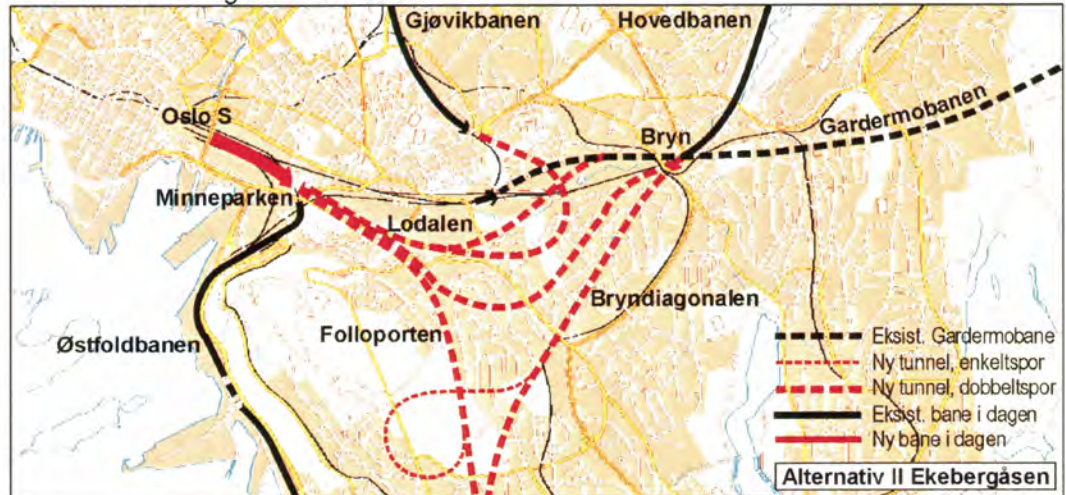 Gjøvikbanen
Hovedbanen
Oslo S
Bryn
Gardermobanen
Minneparken
Lodalen
Bryndiagonalen
Folloporten
Østfoldbanen
Eksist. Gardermobane
Ny tunnel, enkeltspor
Ny tunnel, dobbeltspor
Eksist. bane i dagen
Ny bane i dagen
Alternativ II Ekebergåsen